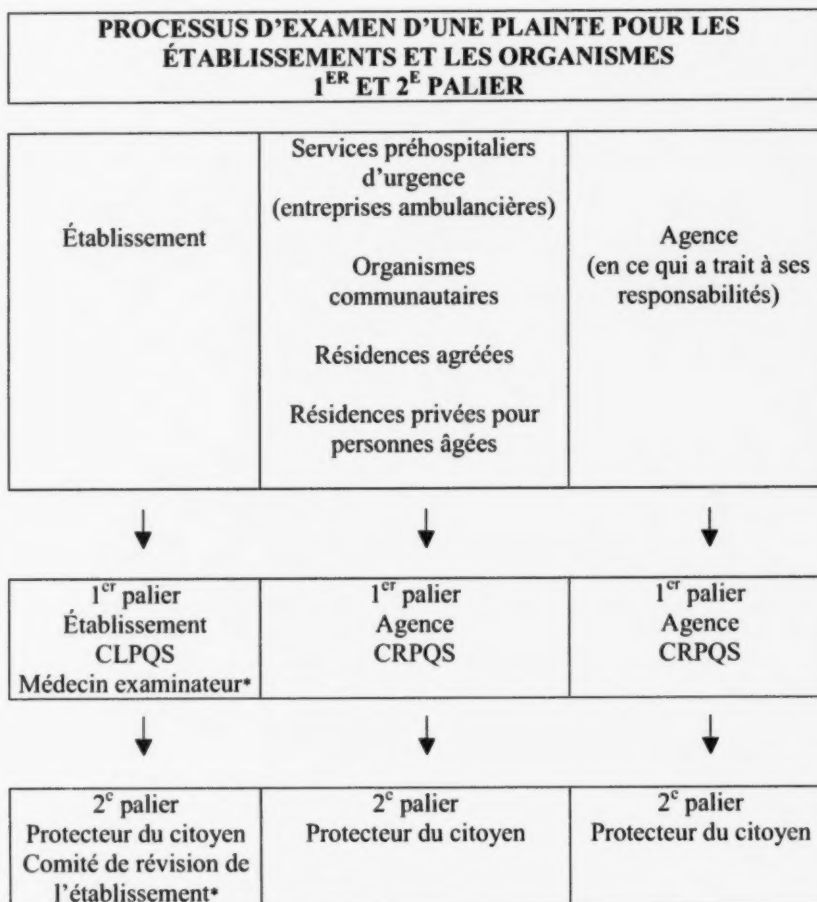 PROCESSUS D'EXAMEN D'UNE PLAINTE POUR LES
ÉTABLISSEMENTS ET LES ORGANISMES
1ER ET 2E PALIER
Établissement
Services préhospitaliers
d'urgence
(entreprises ambulancières)
Organismes
communautaires
Résidences agréées
Résidences privées pour
personnes âgées
Agence
(en ce qui a trait à ses
responsabilités)
1er palier
Établissement
CLPQS
Médecin examinateur*
1er palier
Agence
CRPQS
1er palier
Agence
CRPQS
2e palier
Protecteur du citoyen
Comité de révision de
l'établissement*
2e palier
Protecteur du citoyen
2e palier
Protecteur du citoyen